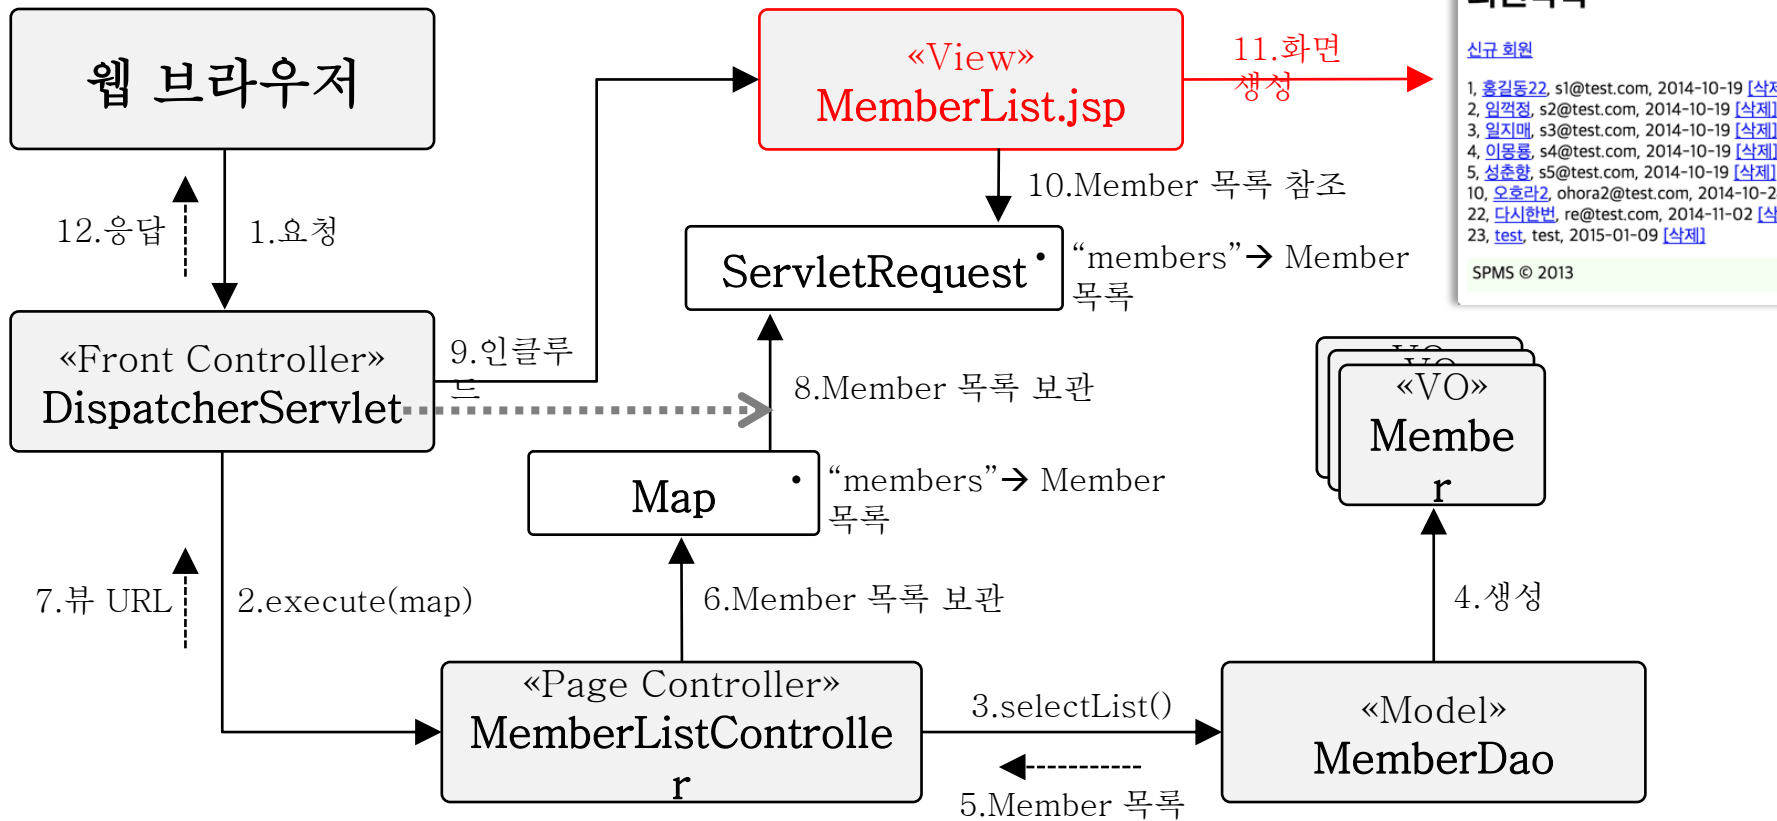 웹 브라우저
«View»
MemberList.jsp
11.화면
생성
신규 회원
1, 홍길동22, s1@test.com, 2014-10-19
2, 임꺽정, s2@test.com, 2014-10-19 [삭제]
3, 일지매, s3@test.com, 2014-10-19 [삭제]
4, 이몽룡, s4@test.com, 2014-10-19 [삭제]
5, 성춘향, s5@test.com, 2014-10-19 [삭제]
10, 오호라2, ohora2@test.com, 2014-10-2
22, 다시한번, re@test.com, 2014-11-02
23, test, test, 2015-01-09 [삭제]
SPMS © 2013
12.응답
1.요청
10.Member 목록 참조
ServletRequest
• “members”→ Member
목록
«Front Controller»
DispatcherServlet
9.인클루
드
8.Member 목록 보관
VO
VO
«VO»
Membe
r
Map
• “members”→ Member
목록
7.뷰 URL
2.execute(map)
6.Member 목록 보관
4.생성
«Page Controller»
MemberListControlle
r
3.selectList()
5.Member 목록
«Model»
MemberDao